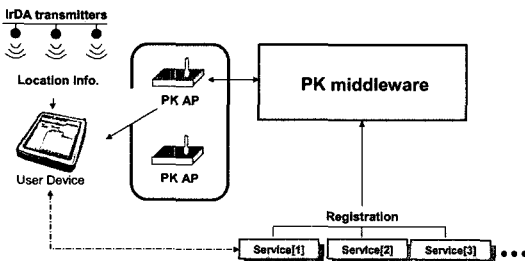 IrDA transmitters
Location Info.
User Device
PK AP
PK AP
PK middleware
Registration
Service[1]
Service[2]
Service[3]